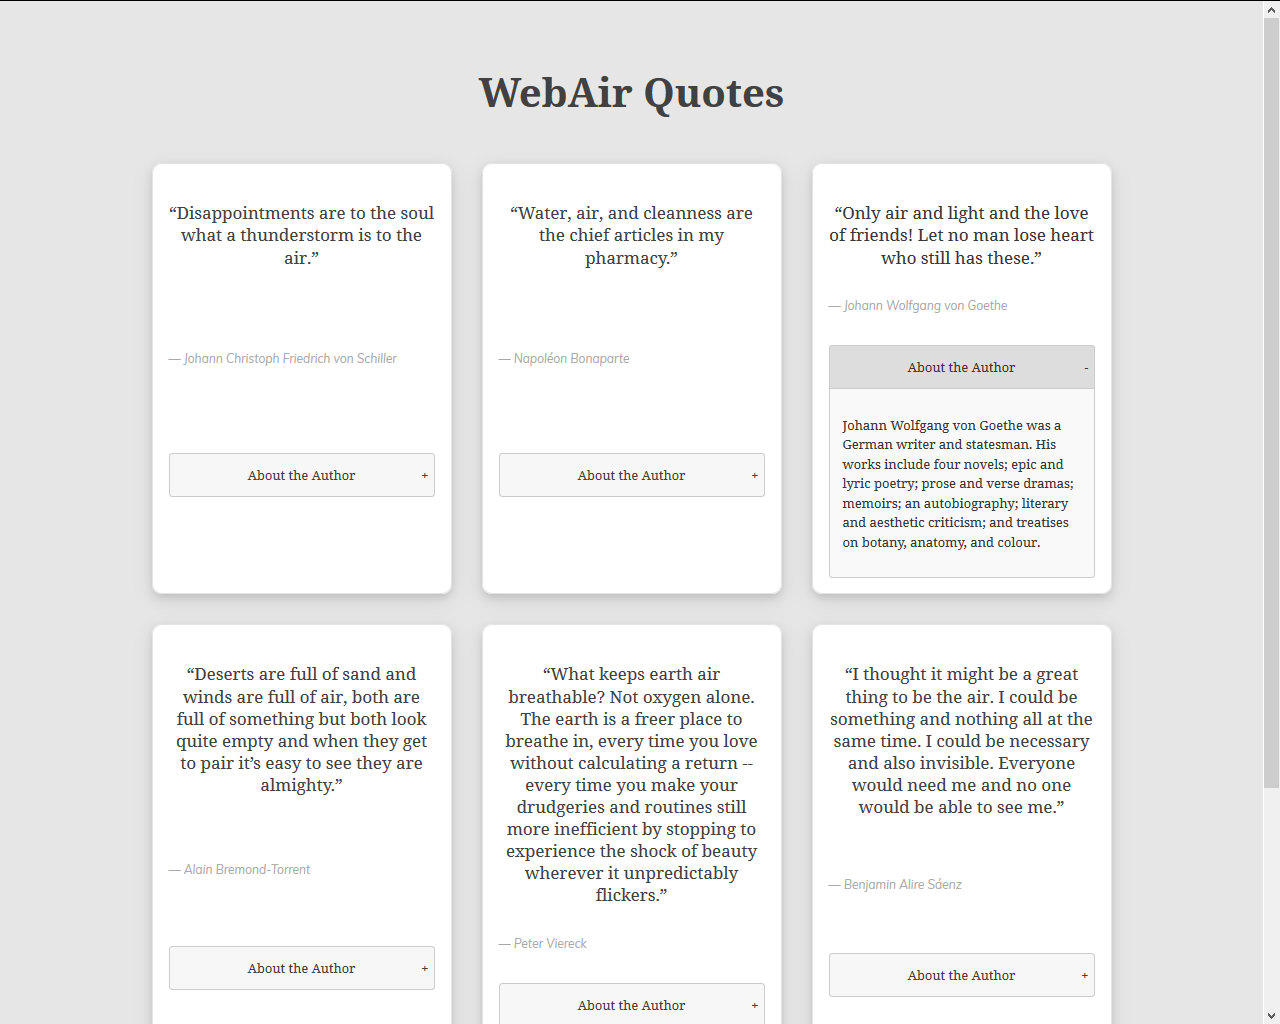 WebAir Quotes
“Disappointments are to the soul
what a thunderstorm is to the
air.”
— Johann Christoph Friedrich von Schiller
About the Author +
“Water, air, and cleanness are
the chief articles in my
pharmacy.”
— Napoléon Bonaparte
About the Author +
“Only air and light and the love
of friends! Let no man lose heart
who still has these.”
— Johann Wolfgang von Goethe
About the Author -
Johann Wolfgang von Goethe was a
German writer and statesman. His
works include four novels; epic and
lyric poetry; prose and verse dramas;
memoirs; an autobiography; literary
and aesthetic criticism; and treatises
on botany, anatomy, and colour.
“Deserts are full of sand and
winds are full of air, both are
full of something but both look
quite empty and when they get
to pair it’s easy to see they are
almighty.”
— Alain Bremond-Torrent
About the Author +
“What keeps earth air
breathable? Not oxygen alone.
The earth is a freer place to
breathe in, every time you love
without calculating a return --
every time you make your
drudgeries and routines still
more inefficient by stopping to
experience the shock of beauty
wherever it unpredictably
flickers.”
— Peter Viereck
About the Author +
“I thought it might be a great
thing to be the air. I could be
something and nothing all at the
same time. I could be necessary
and also invisible. Everyone
would need me and no one
would be able to see me.”
— Benjamin Alire Sáenz
About the Author +